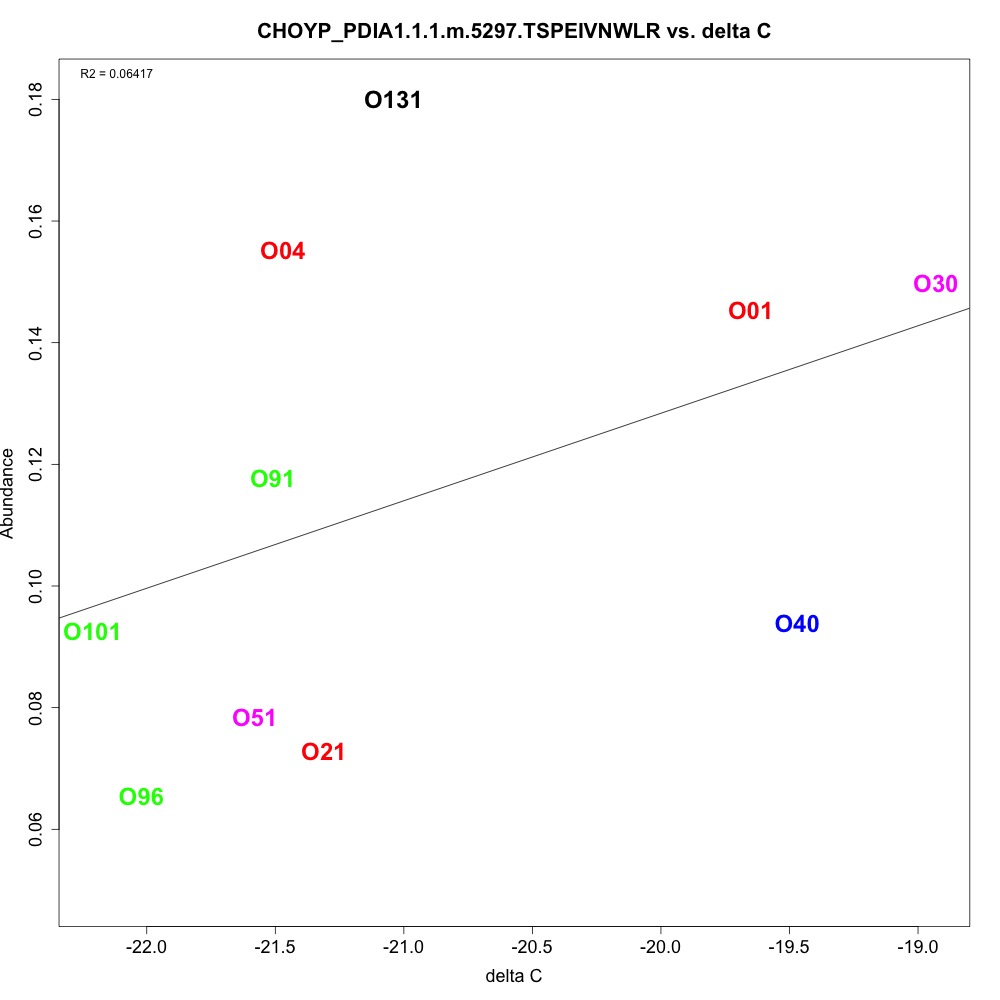 CHOYP_PDIA1.1.1.m.5297.TSPEIVNWLR vs. delta C
R2 = 0.06417
O131
O04
O30
O01
O91
O101
O40
O51
O21
O96
Abundance
0.18
0.16
0.14
0.12
0.10
0.08
0.06
-22.0 -21.5 -21.0 -20.5 -20.0 -19.5 -19.0
delta C